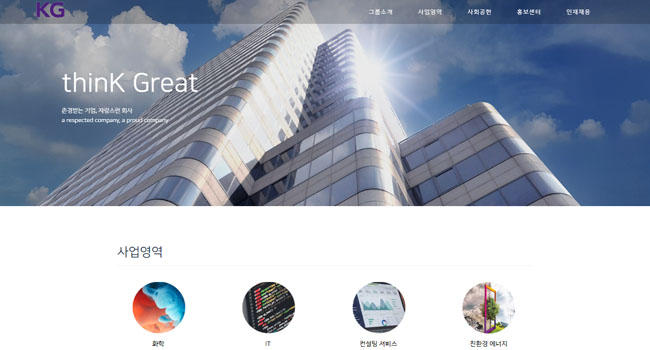 KG
그룹소개 사업영역 사회공헌 홍보센터 인재채용
thinK Great
존경받는 기업, 자랑스런 회사
a respected company, a proud company
사업영역
화학 IT 컨설팅 서비스 친환경 에너지